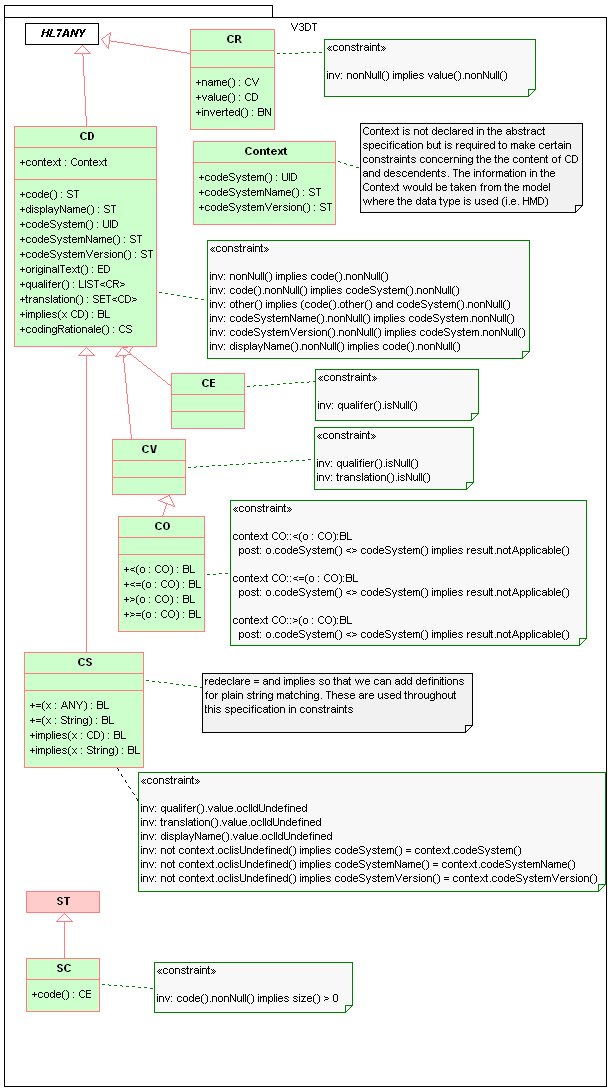 V3DT
HL7ANY
CR
+name() : CV
+value() : CD
+inverted() : BN
«constraint»
inv: nonNull() implies value().nonNull()
CD
+context : Context
+code() : ST
+displayName() : ST
+codeSystem() : UID
+codeSystemName() : ST
+codeSystemVersion() : ST
+originalText() : ED
+qualifer() : LIST<CR>
+translation() : SET<CD>
+implies(x CD) : BL
+codingRationale() : CS
Context
+codeSystem() : UID
+codeSystemName() : ST
+codeSystemVersion() : ST
Context is not declared in the abstract
specification but is required to make certain
constraints concerning the the content of CD
and descendents. The information in the
Context would be taken from the model
where the data type is used (i.e. HMD)
«constraint»
inv: nonNull() implies code().nonNull()
inv: code().nonNull() implies codeSystem().nonNull()
inv: other() implies (code().other() and codeSystem().nonNull()
inv: codeSystemName().nonNull() implies codeSystem.nonNull()
inv: codeSystemVersion().nonNull() implies codeSystem.nonNull()
inv: displayName().nonNull() implies code().nonNull()
CE
«constraint»
inv: qualifer().isNull()
CV
«constraint»
inv: qualifier().isNull()
inv: translation().isNull()
CO
+<(o : CO) : BL
+<=(o : CO) : BL
+>(o : CO) : BL
+>=(o : CO) : BL
«constraint»
context CO::<(o : CO):BL
post: o.codeSystem() <> codeSystem() implies result.notApplicable()
context CO::<=(o : CO):BL
post: o.codeSystem() <> codeSystem() implies result.notApplicable()
context CO::>(o : CO):BL
post: o.codeSystem() <> codeSystem() implies result.notApplicable()
CS
+=(x : ANY) : BL
+=(x : String) : BL
+implies(x : CD) : BL
+implies(x : String) : BL
redeclare = and implies so that we can add definitions
for plain string matching. These are used throughout
this specification in constraints
«constraint»
inv: qualifer().value.oclIdUndefined
inv: translation().value.oclIdUndefined
inv: displayName().value.oclIdUndefined
inv: not context.oclisUndefined() implies codeSystem() = context.codeSystem()
inv: not context.oclisUndefined() implies codeSystemName() = context.codeSystemName()
inv: not context.oclisUndefined() implies codeSystemVersion() = context.codeSystemVersion()
ST
SC
+code() : CE
«constraint»
inv: code().nonNull() implies size() > 0